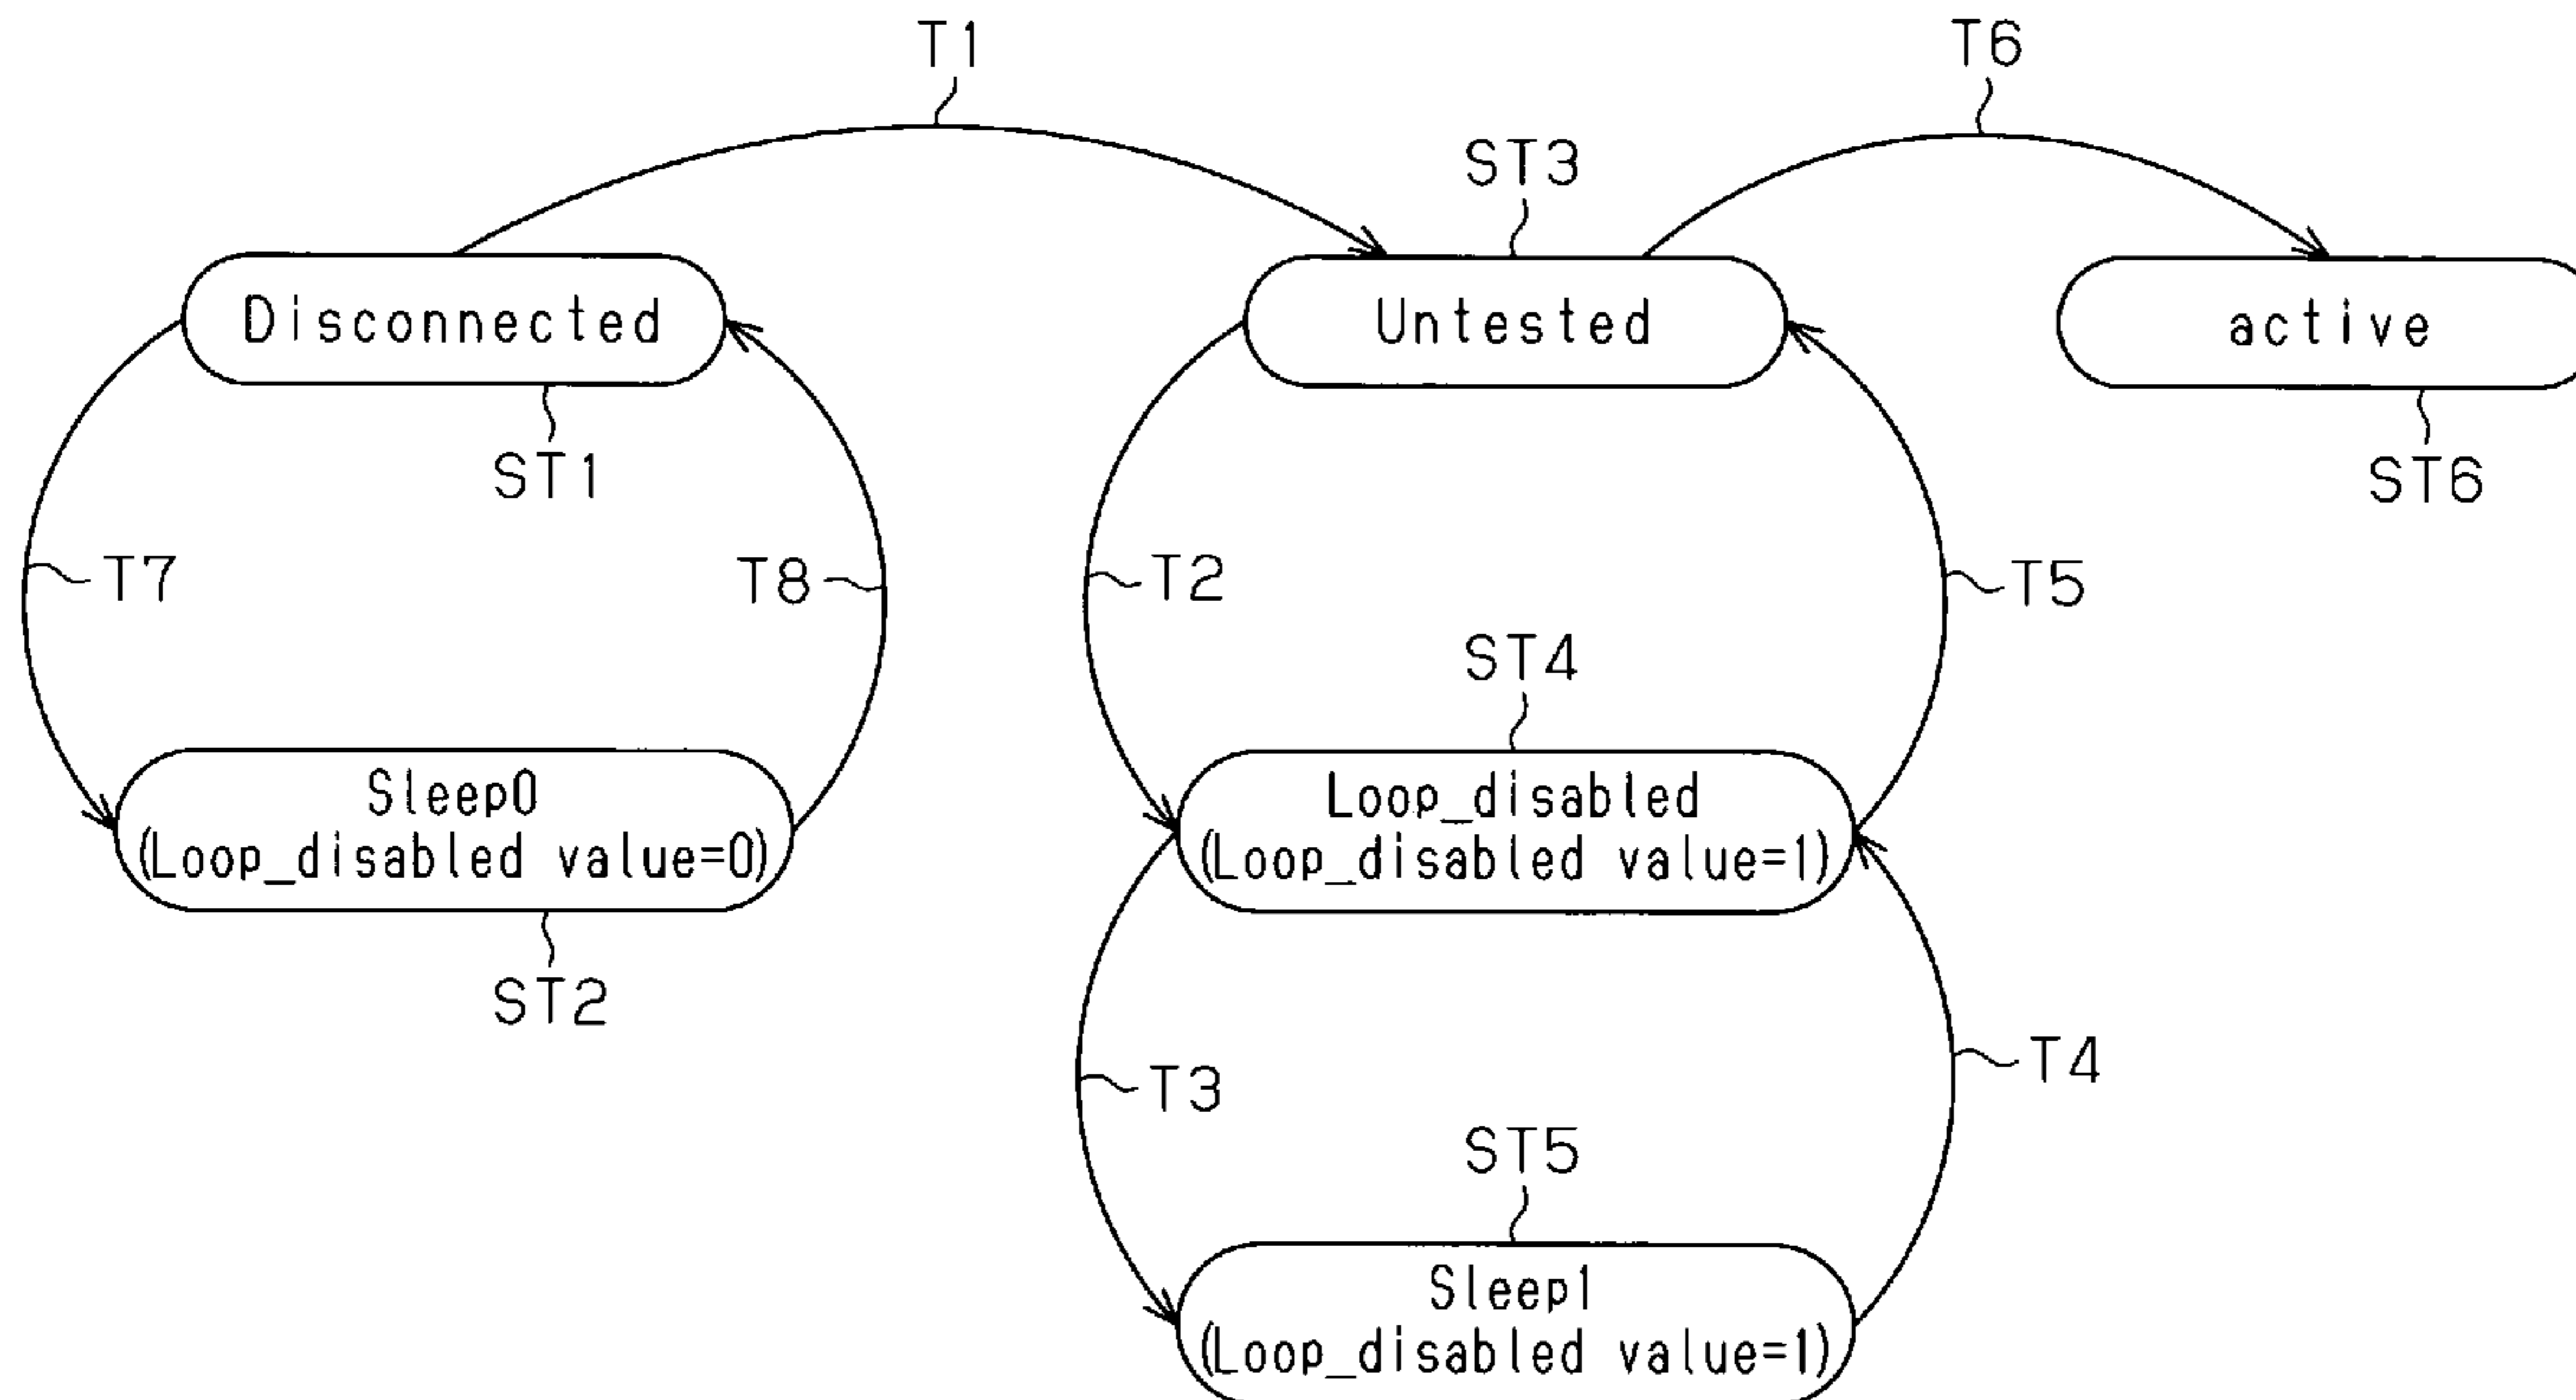 T1
T6
ST3
Disconnected
Untested
active
ST1
ST6
T7
T8
T2
T5
ST4
Sleep0
(Loop_disabled value=0)
Loop_disabled
(Loop_disabled value=1)
ST2
T3
T4
ST5
Sleep1
(Loop_disabled value=1)